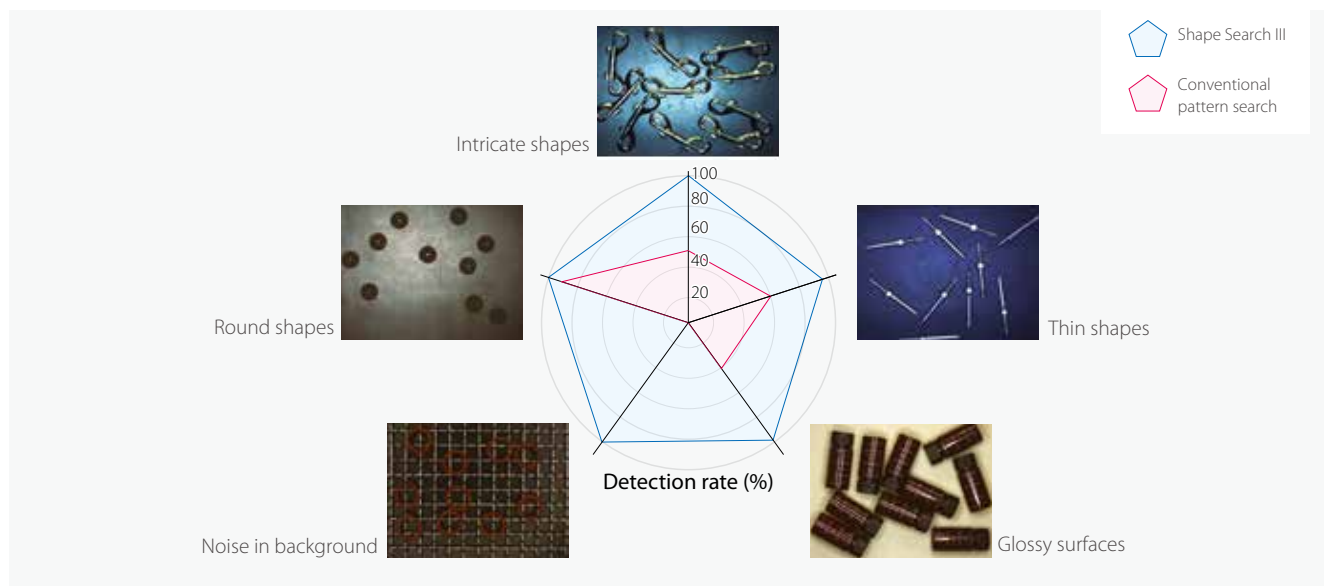 Shape Search III
Conventional
pattern search
Intricate shapes
100
80
60
40
20
Round shapes
Thin shapes
Detection rate (%)
Noise in background
Glossy surfaces